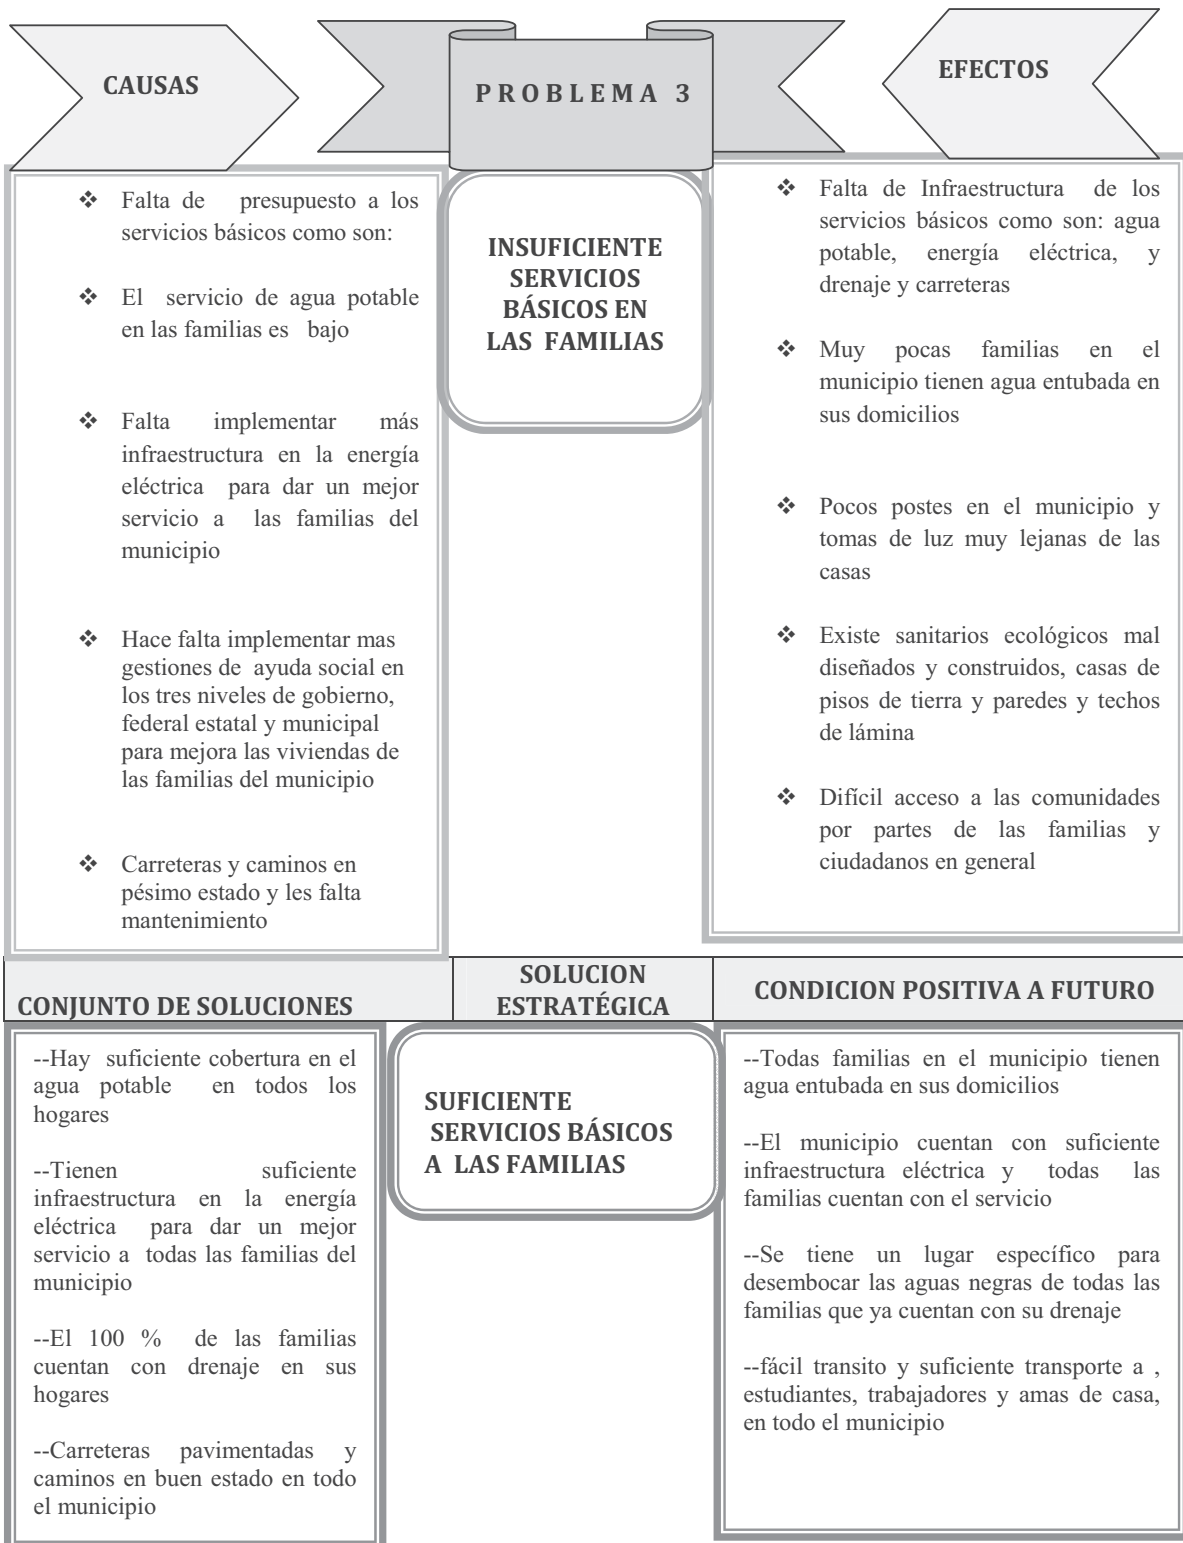 CAUSAS
PROBLEMA 3
EFECTOS
❖ Falta de presupuesto a los
servicios básicos como son:
❖ El servicio de agua potable
en las familias es bajo
❖ Falta implementar más
infraestructura en la energía
eléctrica para dar un mejor
servicio a las familias del
municipio
❖ Hace falta implementar mas
gestiones de ayuda social en
los tres niveles de gobierno,
federal estatal y municipal
para mejora las viviendas de
las familias del municipio
❖ Carreteras y caminos en
pésimo estado y les falta
mantenimiento
INSUFICIENTE
SERVICIOS
BÁSICOS EN
LAS FAMILIAS
❖ Falta de Infraestructura de los
servicios básicos como son: agua
potable, energía eléctrica, y
drenaje y carreteras
❖ Muy pocas familias en el
municipio tienen agua entubada en
sus domicilios
❖ Pocos postes en el municipio y
tomas de luz muy lejanas de las
casas
❖ Existe sanitarios ecológicos mal
diseñados y construidos, casas de
pisos de tierra y paredes y techos
de lámina
❖ Difícil acceso a las comunidades
por partes de las familias y
ciudadanos en general
CONJUNTO DE SOLUCIONES
SOLUCION
ESTRATÉGICA
CONDICION POSITIVA A FUTURO
--Hay suficiente cobertura en el
agua potable en todos los
hogares
--Tienen suficiente
infraestructura en la energía
eléctrica para dar un mejor
servicio a todas las familias del
municipio
--El 100 % de las familias
cuentan con drenaje en sus
hogares
--Carreteras pavimentadas y
caminos en buen estado en todo
el municipio
SUFICIENTE
SERVICIOS BÁSICOS
A LAS FAMILIAS
--Todas familias en el municipio tienen
agua entubada en sus domicilios
--El municipio cuentan con suficiente
infraestructura eléctrica y todas las
familias cuentan con el servicio
--Se tiene un lugar específico para
desembocar las aguas negras de todas las
familias que ya cuentan con su drenaje
--fácil transito y suficiente transporte a ,
estudiantes, trabajadores y amas de casa,
en todo el municipio